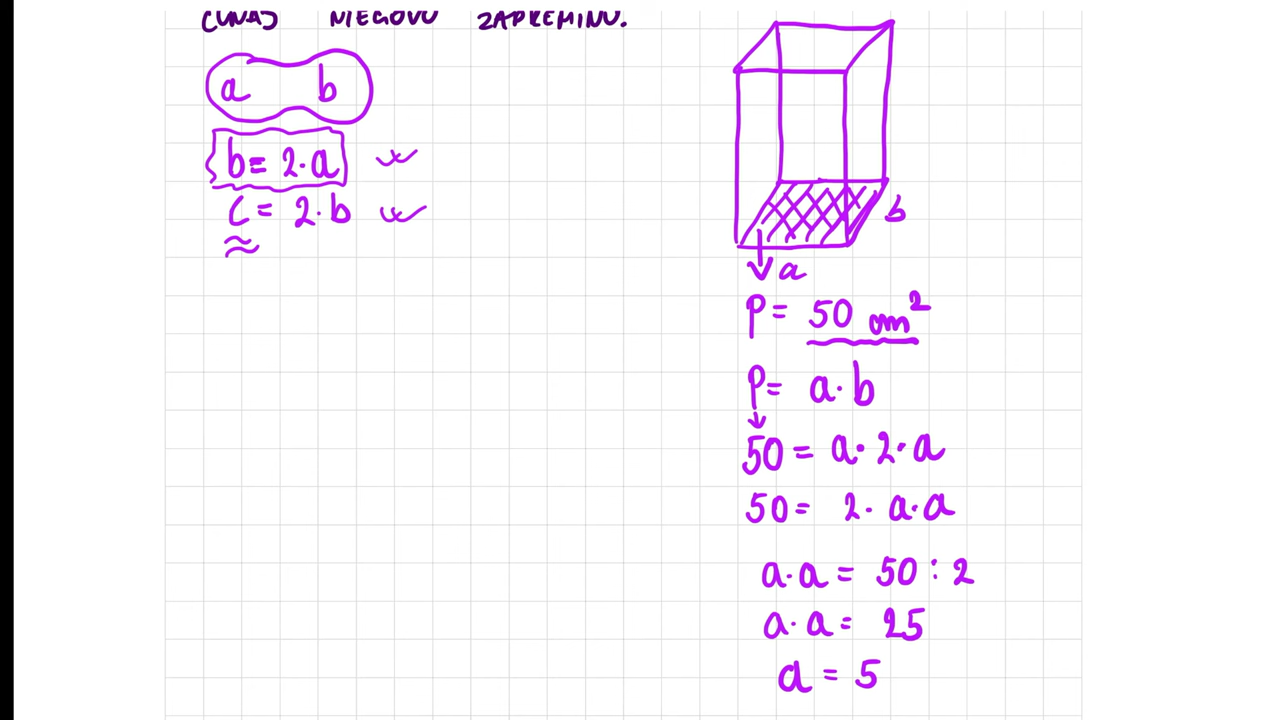 NJEGOVU ZAPREMINU.
a b
b = 2·a
c = 2·b
b
a
P = 50 cm²
P = a·b
50 = a·2·a
50 = 2·a·a
a·a = 50 : 2
a·a = 25
a = 5